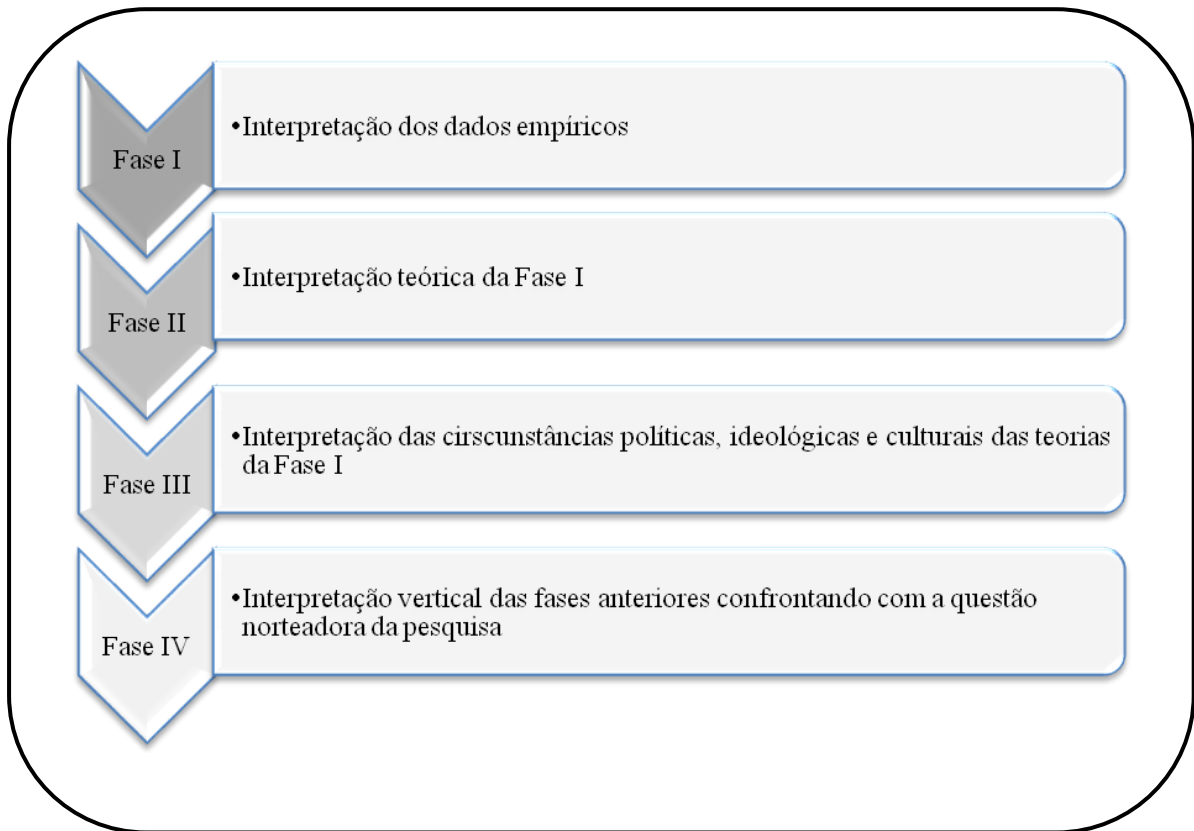 Fase I
•Interpretação dos dados empíricos
Fase II
•Interpretação teórica da Fase I
Fase III
•Interpretação das cirscunstâncias políticas, ideológicas e culturais das teorias
da Fase I
Fase IV
•Interpretação vertical das fases anteriores confrontando com a questão
norteadora da pesquisa